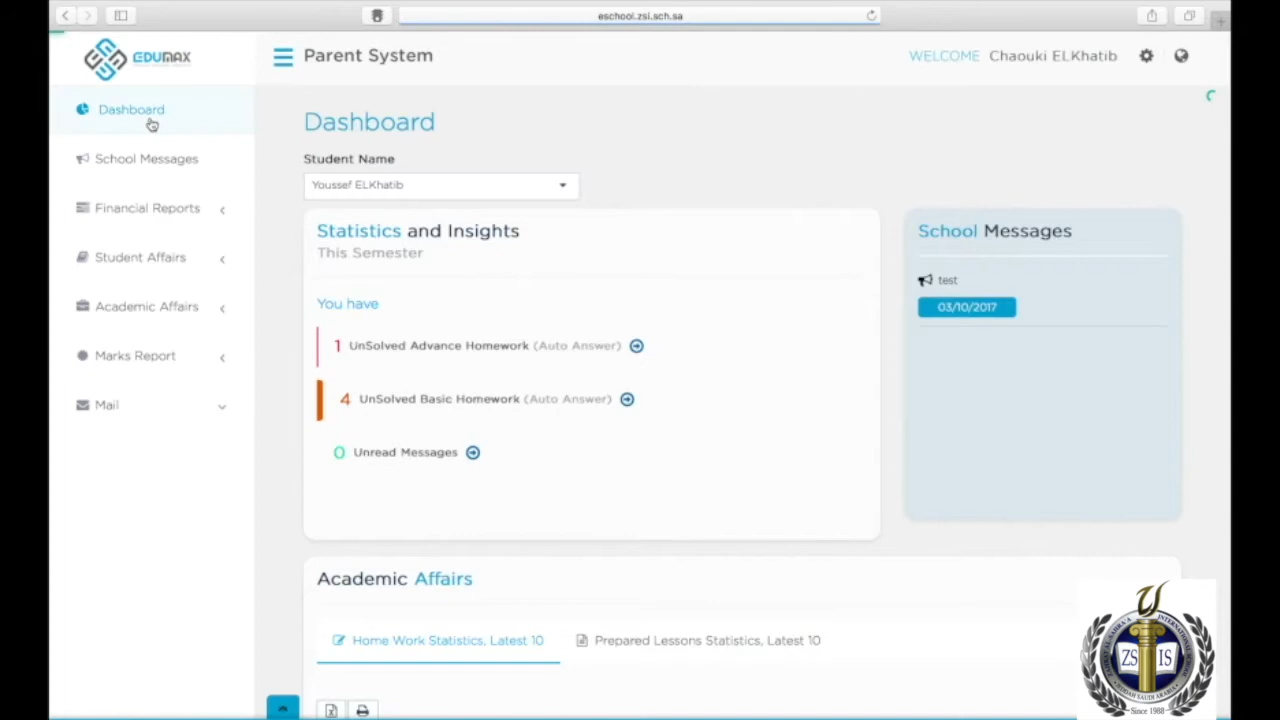 eschool.zsi.sch.sa
EDUMAX
Parent System
WELCOME Chaouki ELKhatib
Dashboard
School Messages
Financial Reports
Student Affairs
Academic Affairs
Marks Report
Mail
Dashboard
Student Name
Youssef ELKhatib
Statistics and Insights
This Semester
You have
1 UnSolved Advance Homework (Auto Answer)
4 UnSolved Basic Homework (Auto Answer)
0 Unread Messages
School Messages
test
03/10/2017
Academic Affairs
Home Work Statistics, Latest 10
Prepared Lessons Statistics, Latest 10
ZS IS
Since 1988